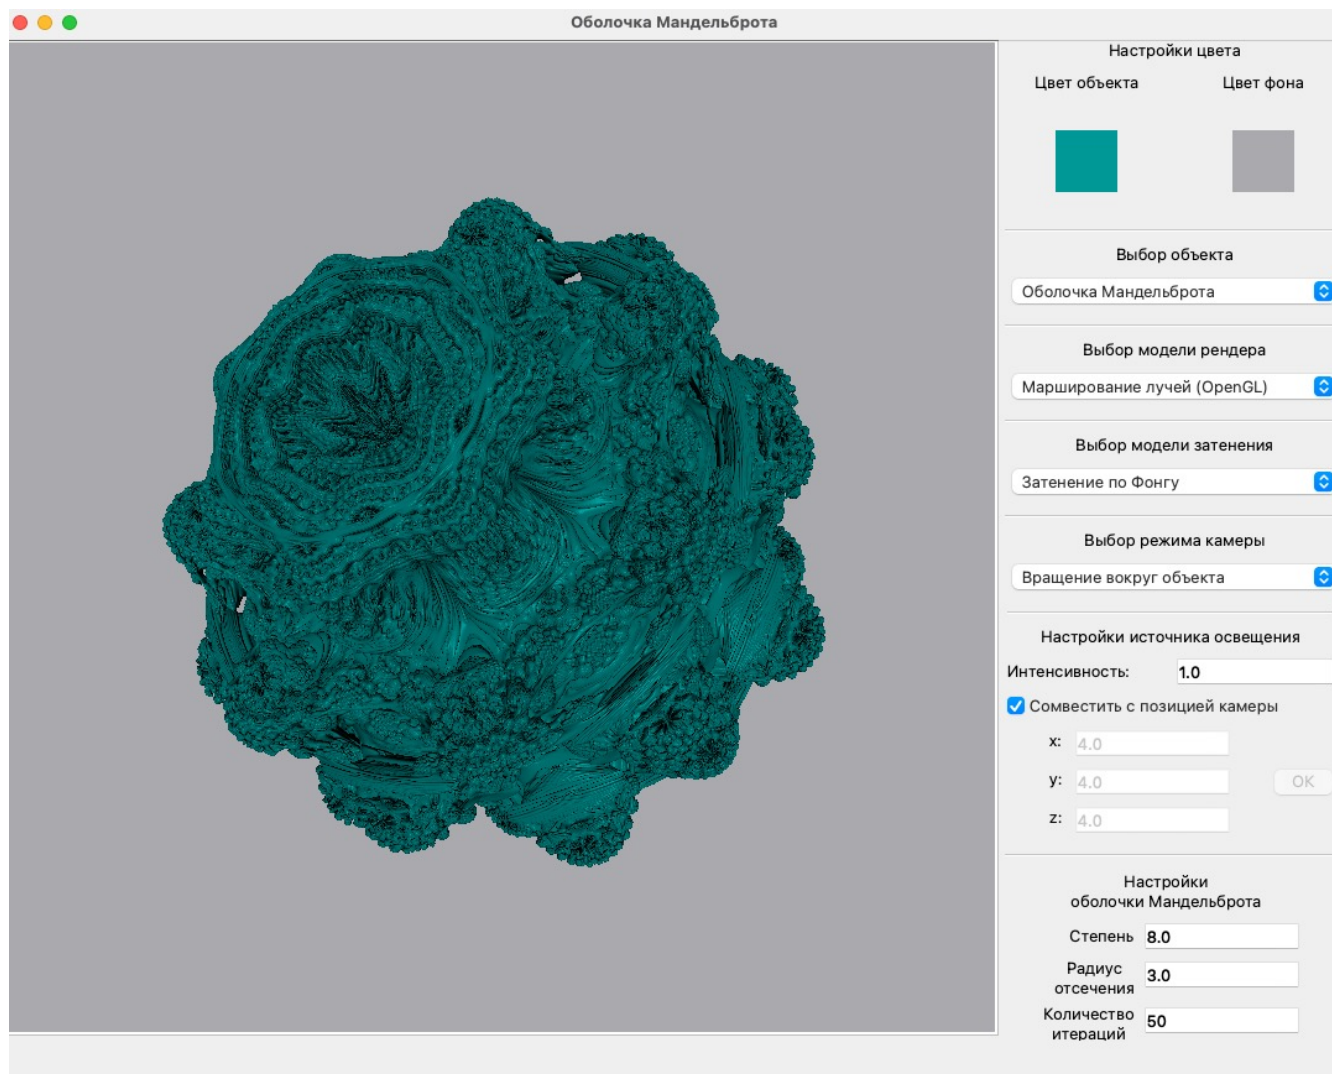 Оболочка Мандельброта
Настройки цвета
Цвет объекта Цвет фона
Выбор объекта
Оболочка Мандельброта
Выбор модели рендера
Марширование лучей (OpenGL)
Выбор модели затенения
Затенение по Фонгу
Выбор режима камеры
Вращение вокруг объекта
Настройки источника освещения
Интенсивность: 1.0
Сомвестить с позицией камеры
x: 4.0
y: 4.0 OK
z: 4.0
Настройки
оболочки Мандельброта
Степень 8.0
Радиус
отсечения 3.0
Количество
итераций 50